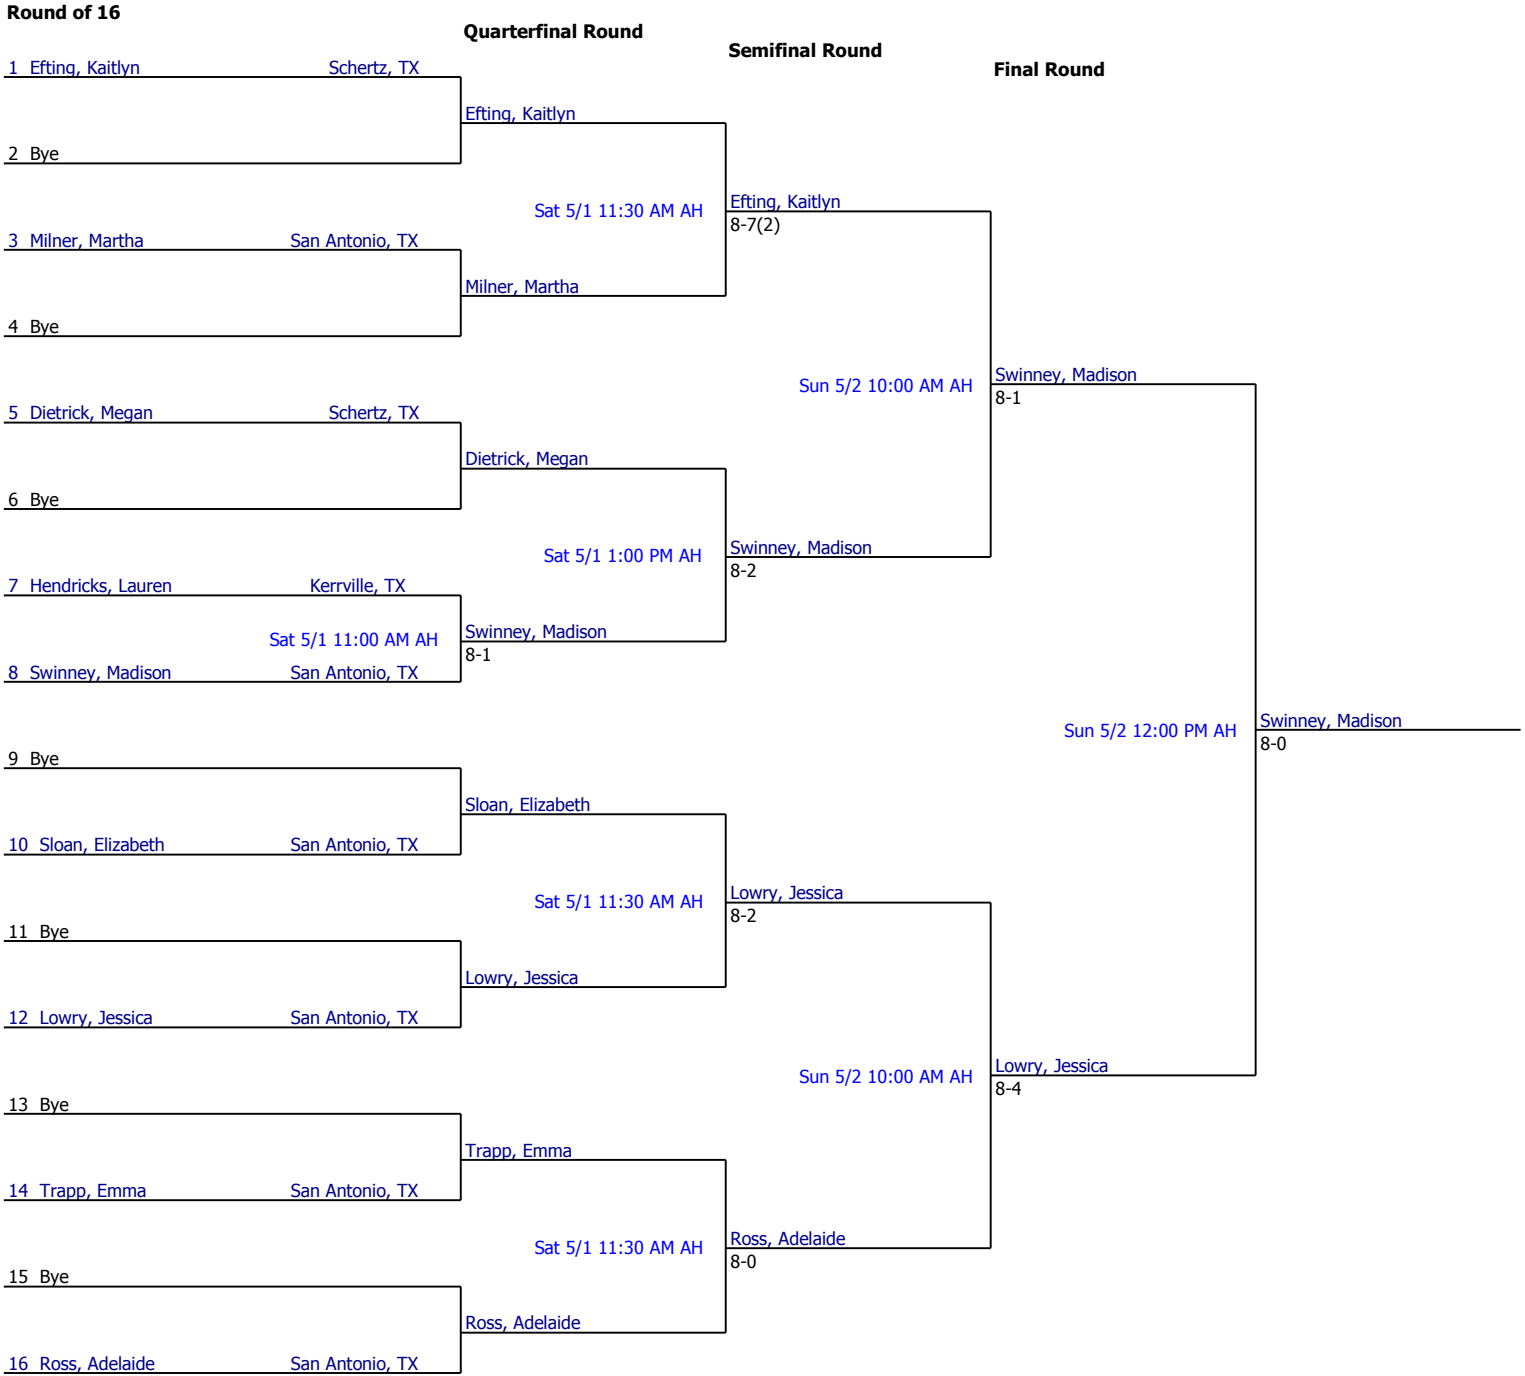 Round of 16
Quarterfinal Round
Semifinal Round
Final Round
1 Efting, Kaitlyn Schertz, TX
Efting, Kaitlyn
2 Bye
Sat 5/1 11:30 AM AH
Efting, Kaitlyn
8-7(2)
3 Milner, Martha San Antonio, TX
Milner, Martha
4 Bye
Sun 5/2 10:00 AM AH
Swinney, Madison
8-1
5 Dietrick, Megan Schertz, TX
Dietrick, Megan
6 Bye
Sat 5/1 1:00 PM AH
Swinney, Madison
8-2
7 Hendricks, Lauren Kerrville, TX
Sat 5/1 11:00 AM AH
Swinney, Madison
8-1
8 Swinney, Madison San Antonio, TX
Sun 5/2 12:00 PM AH
Swinney, Madison
8-0
9 Bye
Sloan, Elizabeth
10 Sloan, Elizabeth San Antonio, TX
Sat 5/1 11:30 AM AH
Lowry, Jessica
8-2
11 Bye
Lowry, Jessica
12 Lowry, Jessica San Antonio, TX
Sun 5/2 10:00 AM AH
Lowry, Jessica
8-4
13 Bye
Trapp, Emma
14 Trapp, Emma San Antonio, TX
Sat 5/1 11:30 AM AH
Ross, Adelaide
8-0
15 Bye
Ross, Adelaide
16 Ross, Adelaide San Antonio, TX